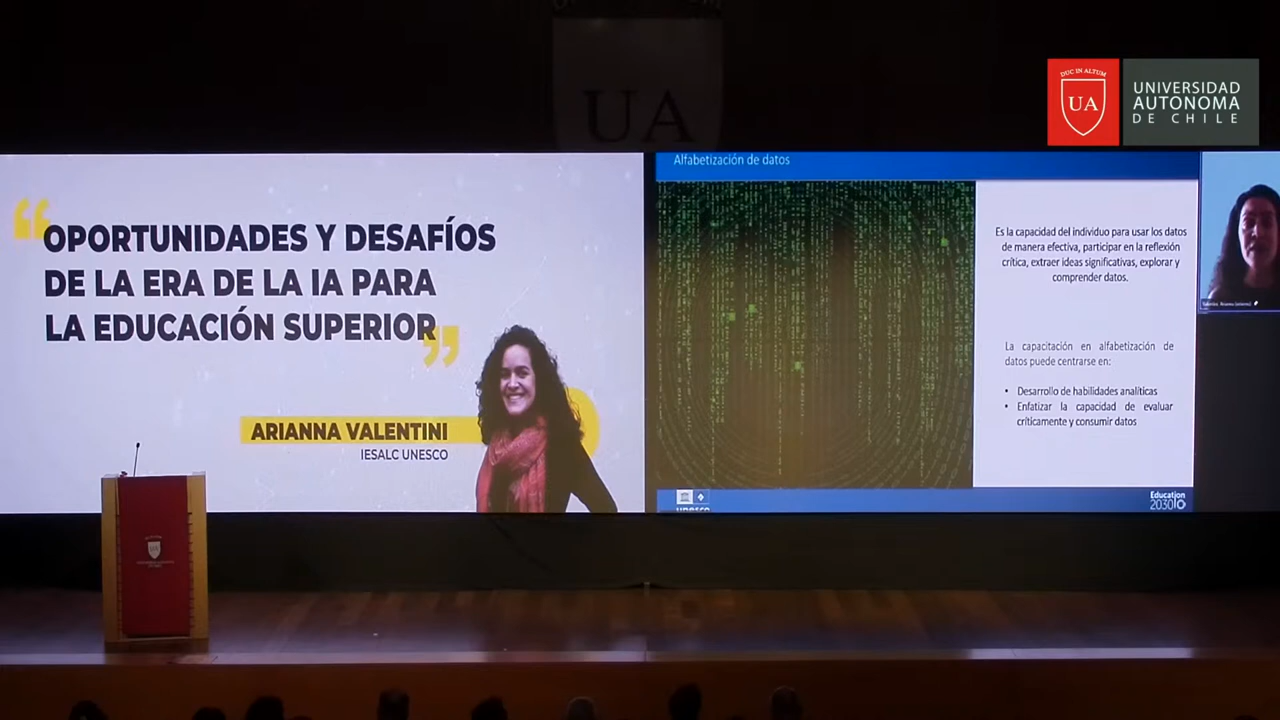 UA
DUC IN ALTUM
UA
UNIVERSIDAD
AUTONOMA
DE CHILE
“OPORTUNIDADES Y DESAFÍOS
DE LA ERA DE LA IA PARA
LA EDUCACIÓN SUPERIOR”
ARIANNA VALENTINI
IESALC UNESCO
Alfabetización de datos
Es la capacidad del individuo para usar los datos
de manera efectiva, participar en la reflexión
crítica, extraer ideas significativas, explorar y
comprender datos.
La capacitación en alfabetización de
datos puede centrarse en:
• Desarrollo de habilidades analíticas
• Enfatizar la capacidad de evaluar
críticamente y consumir datos
unesco
Education
2030